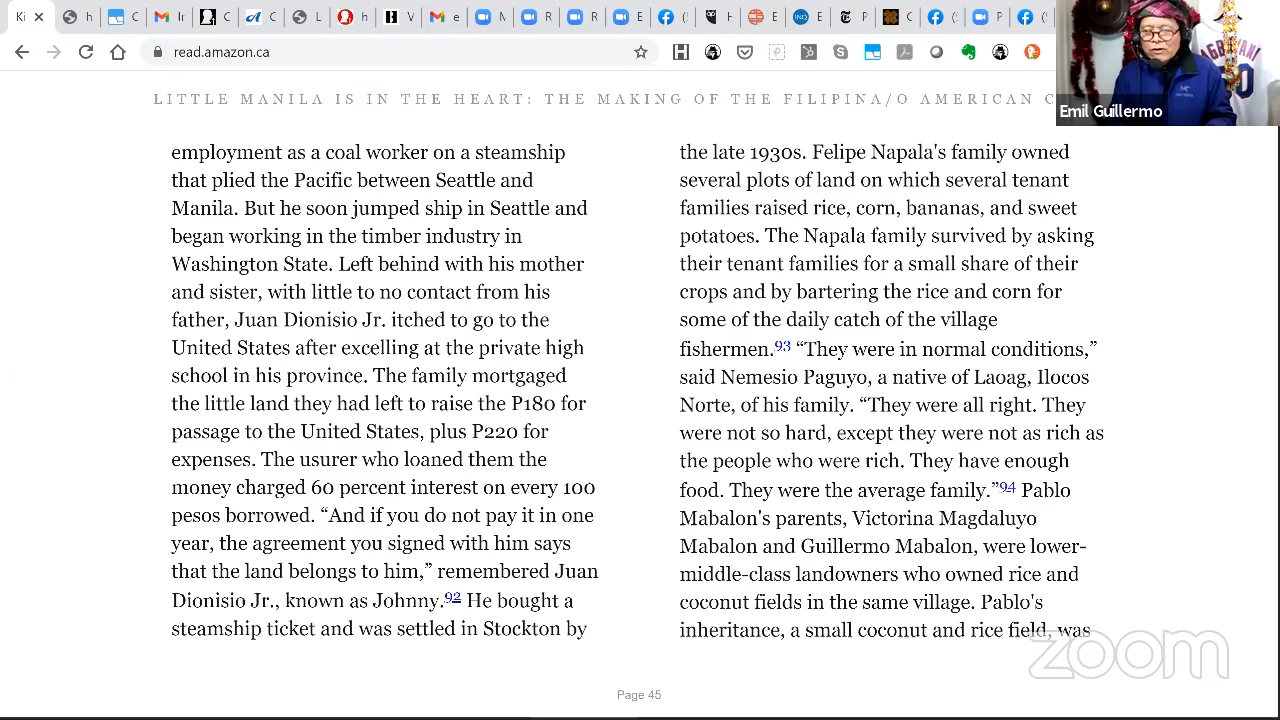 Ki
C
In
C
C
L
h
V
e
M
R
R
E
(
H
E
E
P
C
(
P
(
read.amazon.ca
LITTLE MANILA IS IN THE HEART: THE MAKING OF THE FILIPINA/O AMERICAN C
GBAYANI
Emil Guillermo
employment as a coal worker on a steamship
that plied the Pacific between Seattle and
Manila. But he soon jumped ship in Seattle and
began working in the timber industry in
Washington State. Left behind with his mother
and sister, with little to no contact from his
father, Juan Dionisio Jr. itched to go to the
United States after excelling at the private high
school in his province. The family mortgaged
the little land they had left to raise the P180 for
passage to the United States, plus P220 for
expenses. The usurer who loaned them the
money charged 60 percent interest on every 100
pesos borrowed. “And if you do not pay it in one
year, the agreement you signed with him says
that the land belongs to him,” remembered Juan
Dionisio Jr., known as Johnny.92 He bought a
steamship ticket and was settled in Stockton by
the late 1930s. Felipe Napala's family owned
several plots of land on which several tenant
families raised rice, corn, bananas, and sweet
potatoes. The Napala family survived by asking
their tenant families for a small share of their
crops and by bartering the rice and corn for
some of the daily catch of the village
fishermen.93 “They were in normal conditions,”
said Nemesio Paguyo, a native of Laoag, Ilocos
Norte, of his family. “They were all right. They
were not so hard, except they were not as rich as
the people who were rich. They have enough
food. They were the average family.”94 Pablo
Mabalon's parents, Victorina Magdaluyo
Mabalon and Guillermo Mabalon, were lower-
middle-class landowners who owned rice and
coconut fields in the same village. Pablo's
inheritance, a small coconut and rice field, was
zoom
Page 45